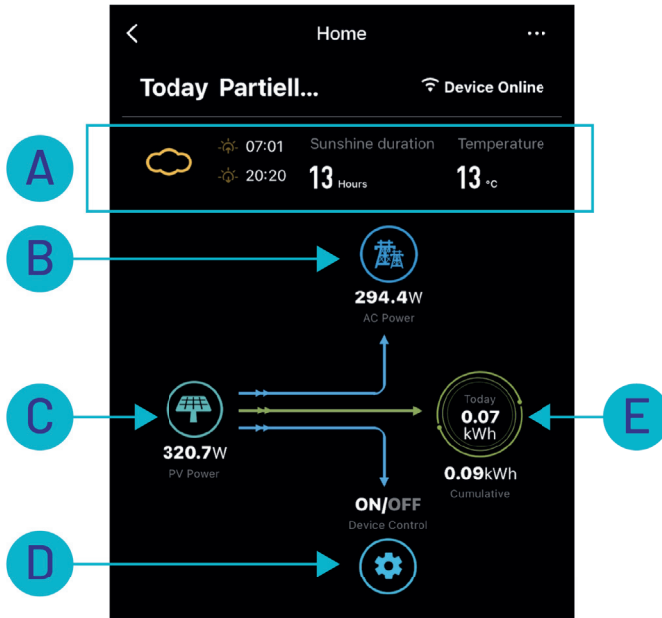 Home
Today Partiell...
Device Online
A
07:01
Sunshine duration
Temperature
20:20
13 Hours
13 °C
B
294.4W
AC Power
C
Today
0.07
kWh
E
320.7W
PV Power
0.09kWh
Cumulative
ON/OFF
Device Control
D